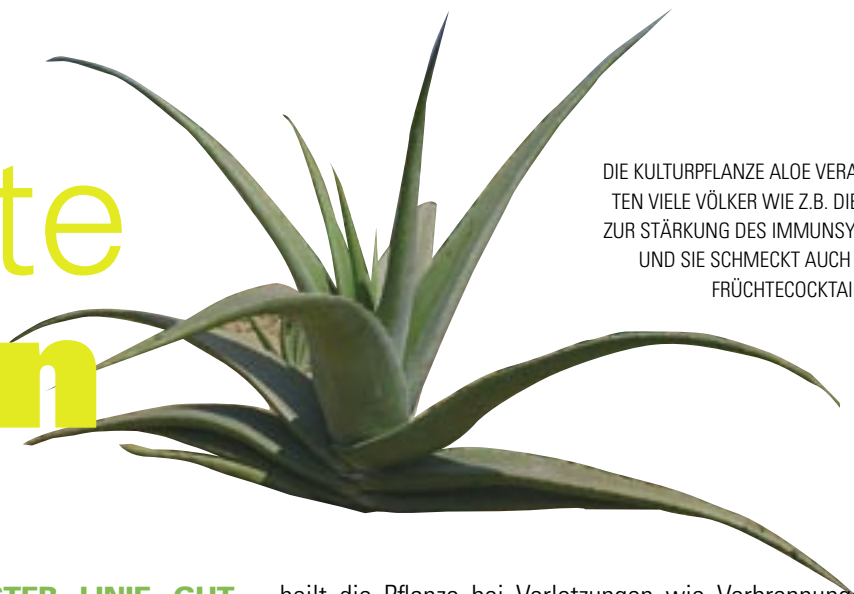 te
n
DIE KULTURPFLANZE ALOE VERA
TEN VIELE VÖLKER WIE Z.B. DIE
ZUR STÄRKUNG DES IMMUNSY
UND SIE SCHMECKT AUCH
FRÜCHTECOCKTAI
STER LINIE GUT
heilt die Pflanze bei Verletzungen wie Verbrennung